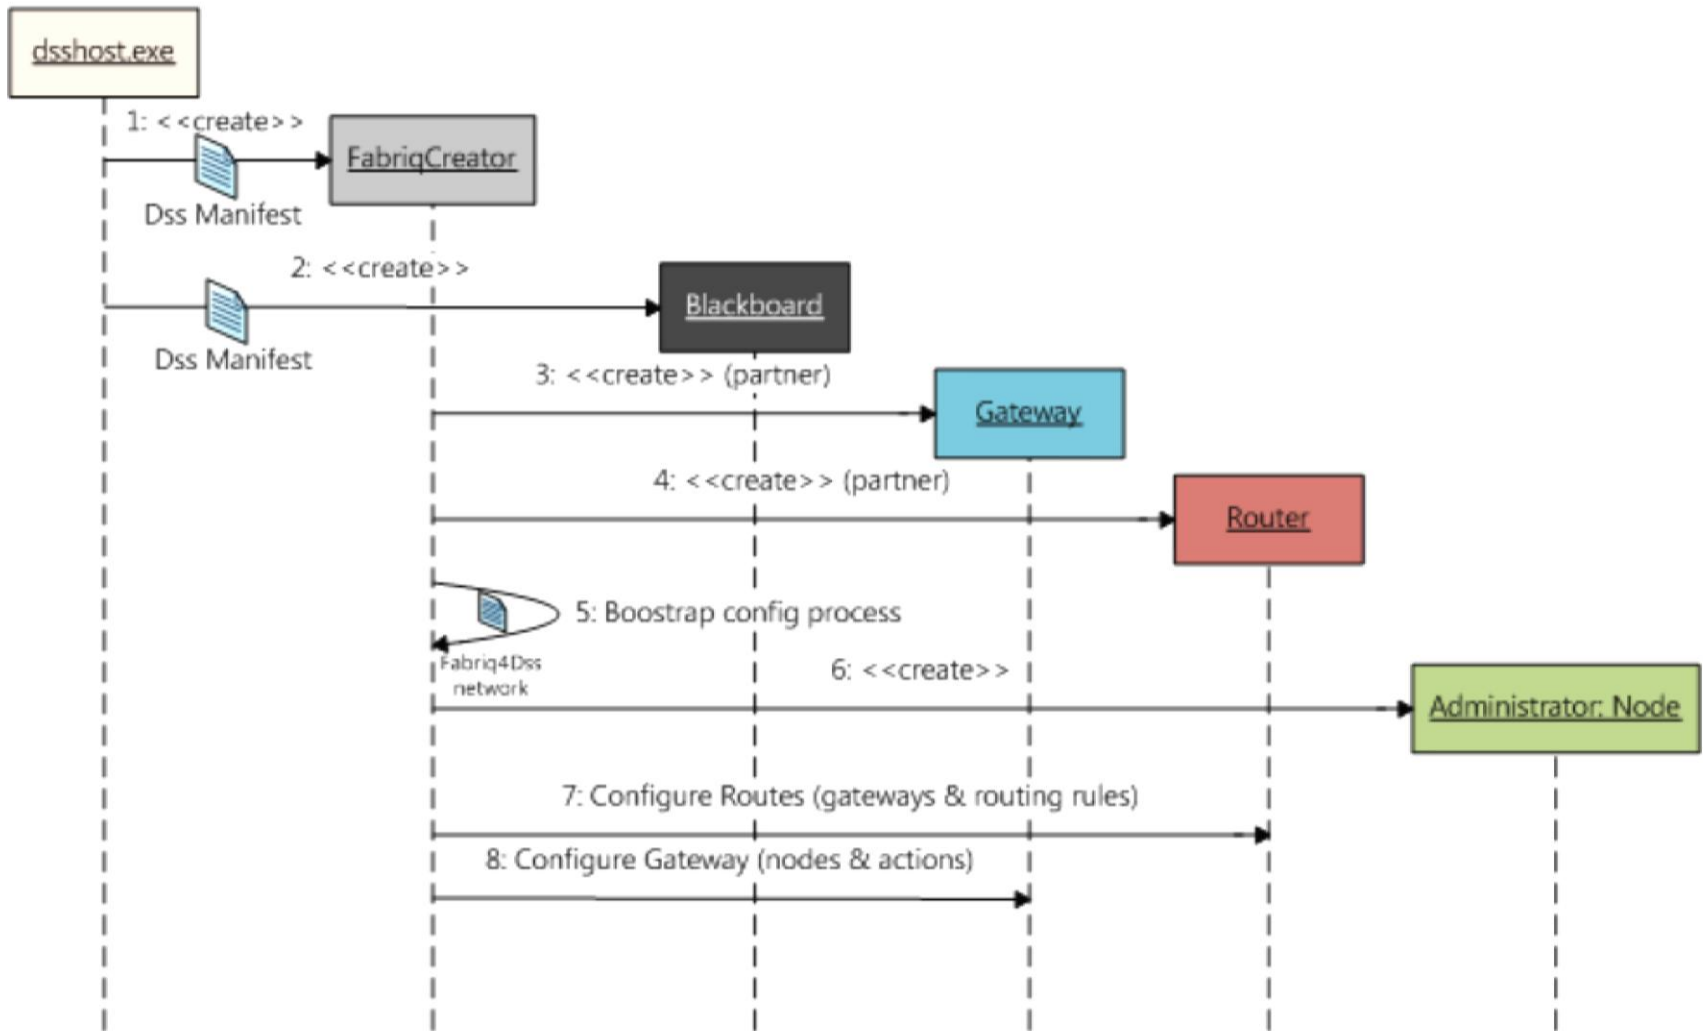 dsshost.exe
1: <<create>>
FabriqCreator
Dss Manifest
2: <<create>>
Blackboard
Dss Manifest
3: <<create>> (partner)
Gateway
4: <<create>> (partner)
Router
5: Boostrap config process
Fabriq4Dss
network
6: <<create>>
Administrator: Node
7: Configure Routes (gateways & routing rules)
8: Configure Gateway (nodes & actions)